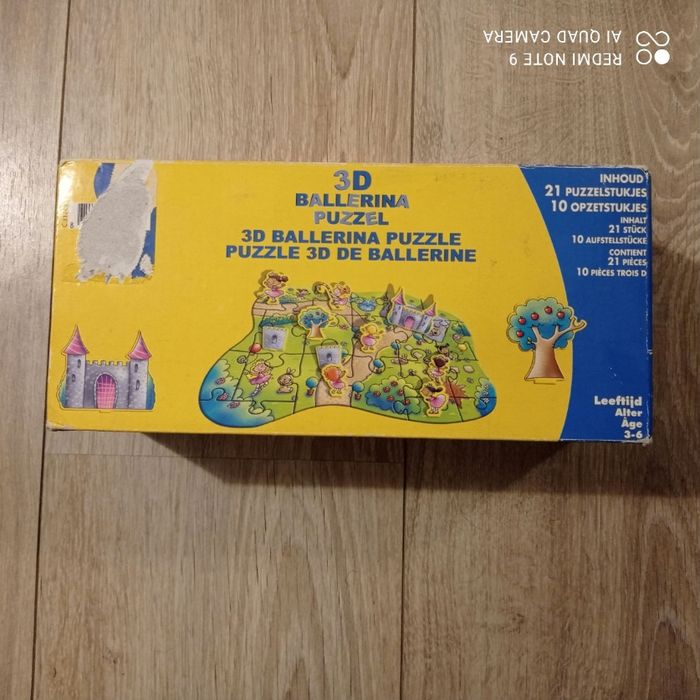 REDMI NOTE 9
AI QUAD CAMERA
3D
BALLERINA
PUZZEL
3D BALLERINA PUZZLE
PUZZLE 3D DE BALLERINE
INHOUD
21 PUZZELSTUKJES
10 OPZETSTUKJES
INHALT
21 STÜCK
10 AUFSTELLSTÜCKE
CONTIENT
21 PIÈCES
10 PIÈCES TROIS D
Leeftijd
Alter
Âge
3-6